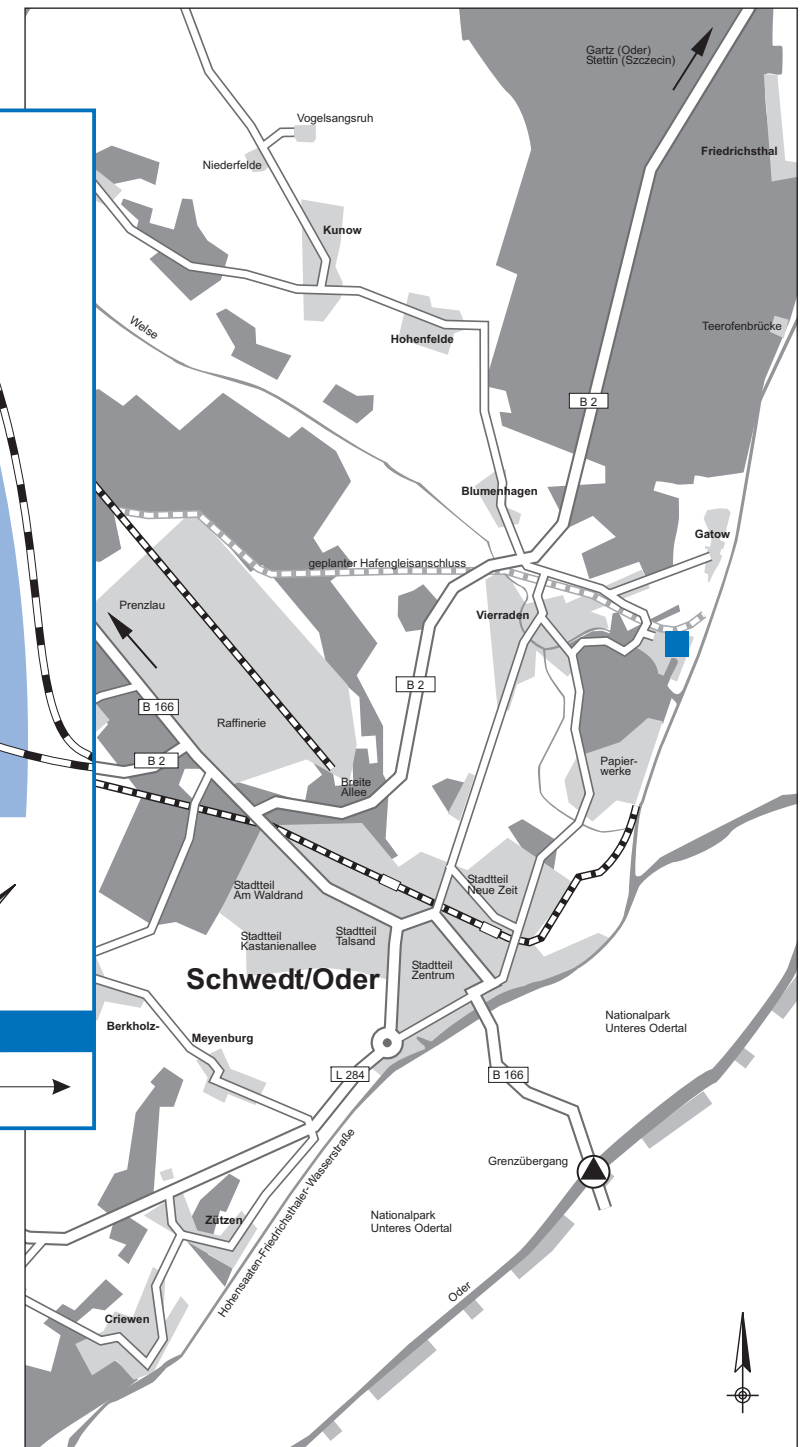 Gartz (Oder)
Stettin (Szczecin)
Vogelsangsruh
Friedrichsthal
Niederfelde
Kunow
Welse
Hohenfelde
Teerofenbrücke
B 2
Blumenhagen
Gatow
geplanter Hafengleisanschluss
Prenzlau
Vierraden
B 2
B 166
Raffinerie
B 2
Papier-
werke
Breite
Allee
Stadtteil
Am Waldrand
Stadtteil
Neue Zeit
Stadtteil
Kastanienallee
Stadtteil
Talsand
Stadtteil
Zentrum
Schwedt/Oder
Nationalpark
Unteres Odertal
Berkholz-
Meyenburg
L 284
B 166
Grenzübergang
Hohensaaten-Friedrichsthaler-Wasserstraße
Nationalpark
Unteres Odertal
Zützen
Oder
Criewen